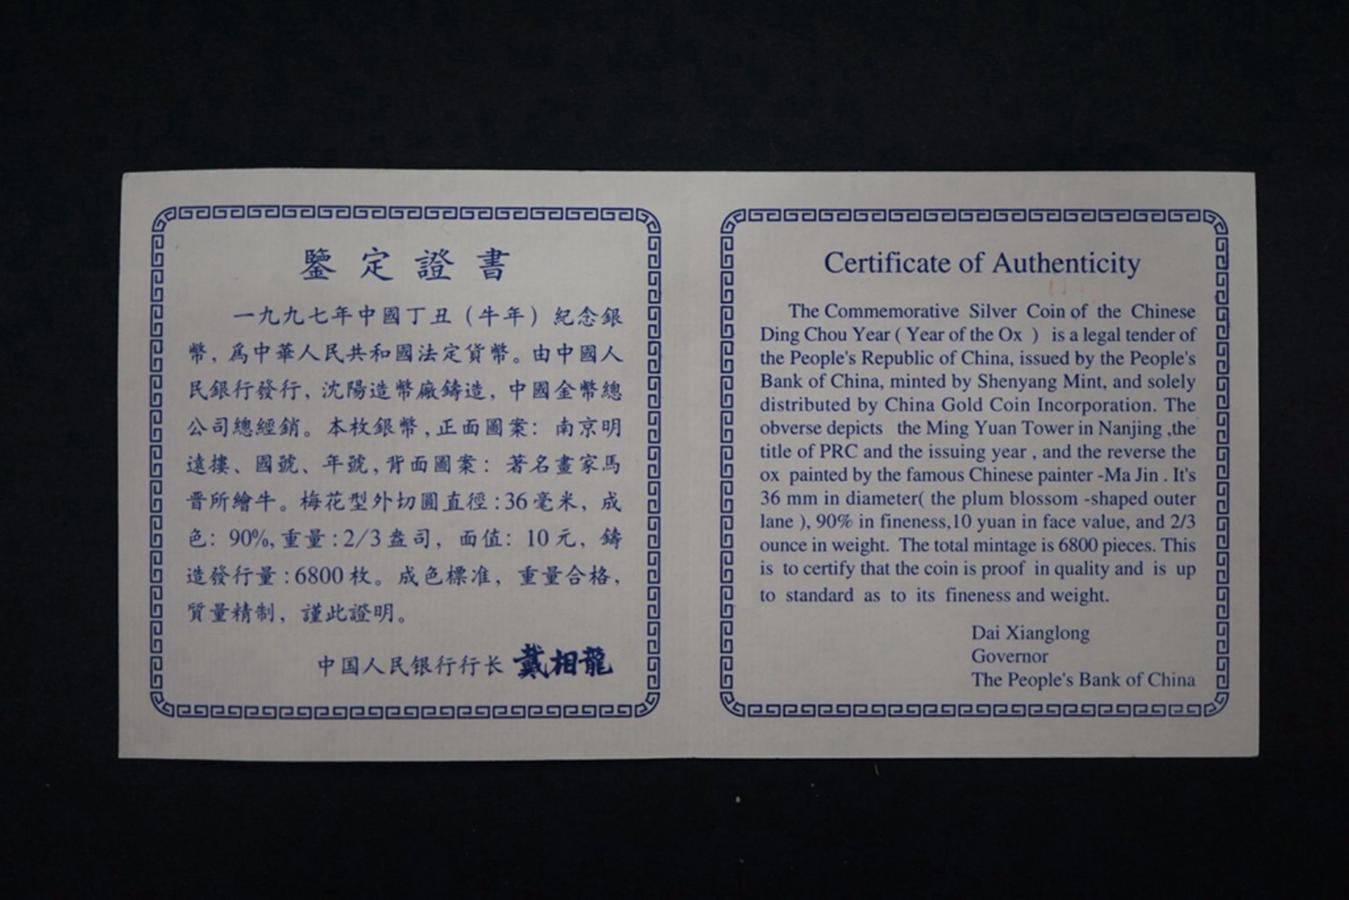 鑒定證書
一九九七年中國丁丑（牛年）紀念銀
幣，爲中華人民共和國法定貨幣。由中國人
民銀行發行，沈陽造幣廠鑄造，中國金幣總
公司總經銷。本枚銀幣，正面圖案：南京明
遠摟、國號、年號，背面圖案：著名畫家馬
晉所繪牛。梅花型外切圓直徑：36毫米，成
色：90%，重量：2/3盎司，面值：10元，鑄
造發行量：6800枚。成色標准，重量合格，
質量精制，謹此證明。
中国人民银行行长 戴相龍
Certificate of Authenticity
The Commemorative Silver Coin of the Chinese
Ding Chou Year ( Year of the Ox ) is a legal tender of
the People's Republic of China, issued by the People's
Bank of China, minted by Shenyang Mint, and solely
distributed by China Gold Coin Incorporation. The
obverse depicts the Ming Yuan Tower in Nanjing ,the
title of PRC and the issuing year , and the reverse the
ox painted by the famous Chinese painter -Ma Jin . It's
36 mm in diameter( the plum blossom -shaped outer
lane ), 90% in fineness,10 yuan in face value, and 2/3
ounce in weight. The total mintage is 6800 pieces. This
is to certify that the coin is proof in quality and is up
to standard as to its fineness and weight.
Dai Xianglong
Governor
The People's Bank of China